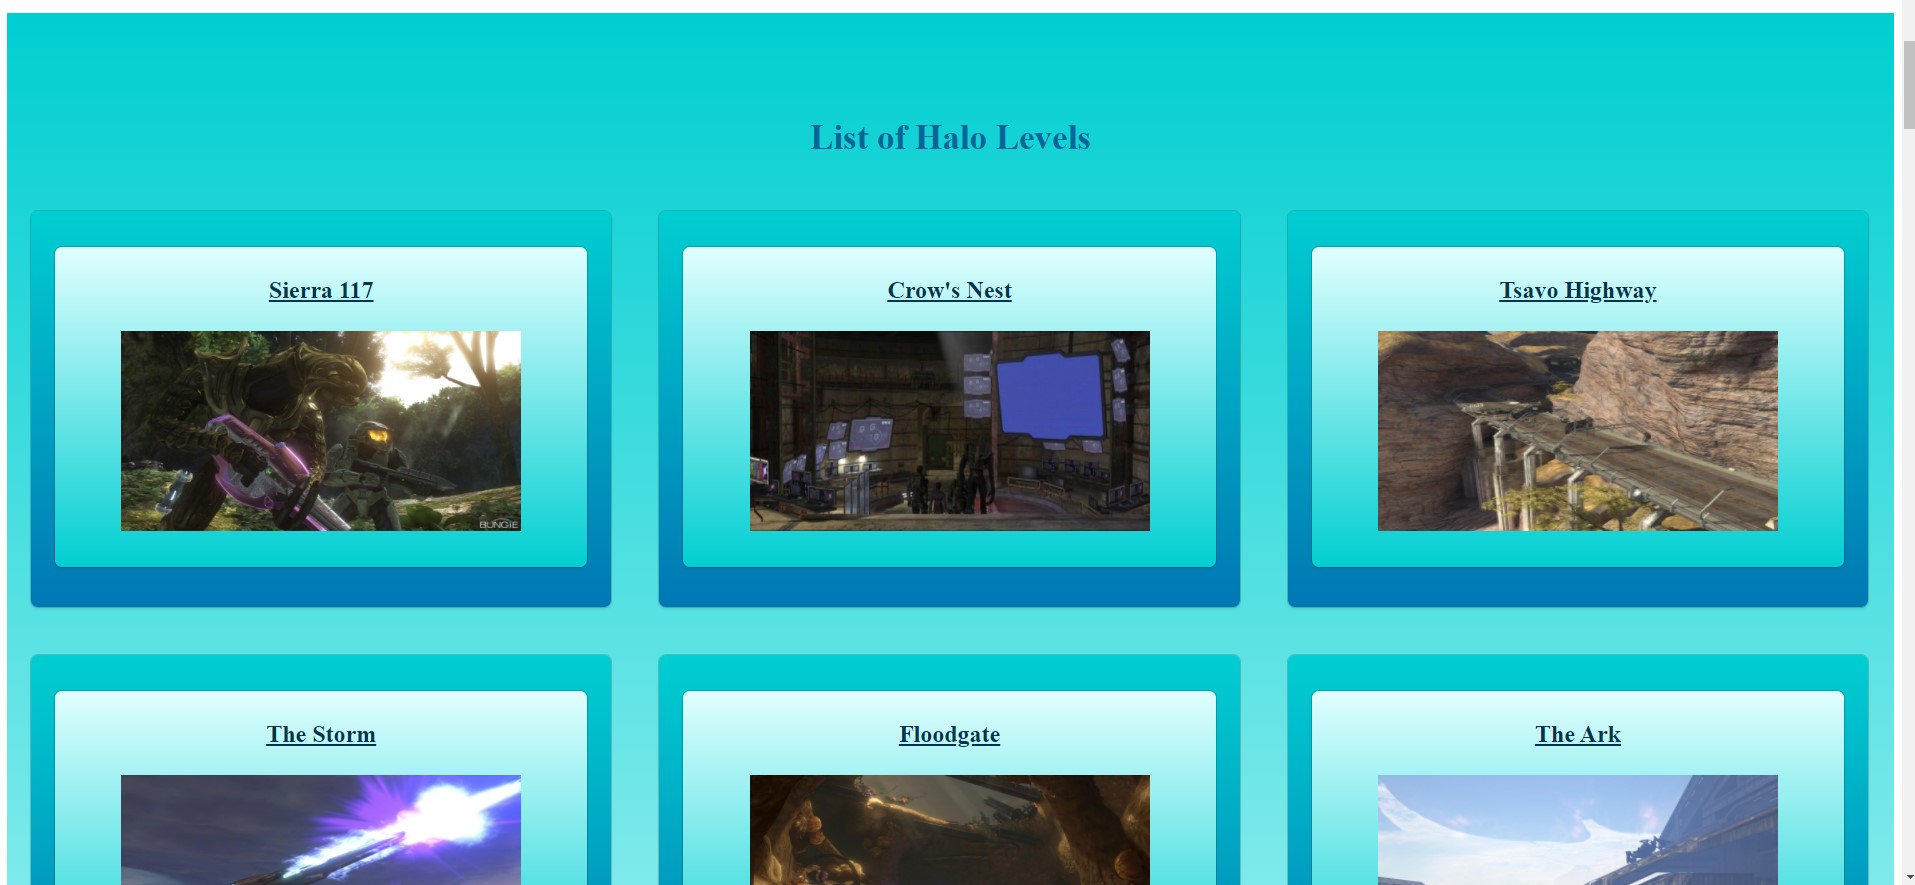 List of Halo Levels
Sierra 117
Crow's Nest
Tsavo Highway
BUNGIE
The Storm
Floodgate
The Ark